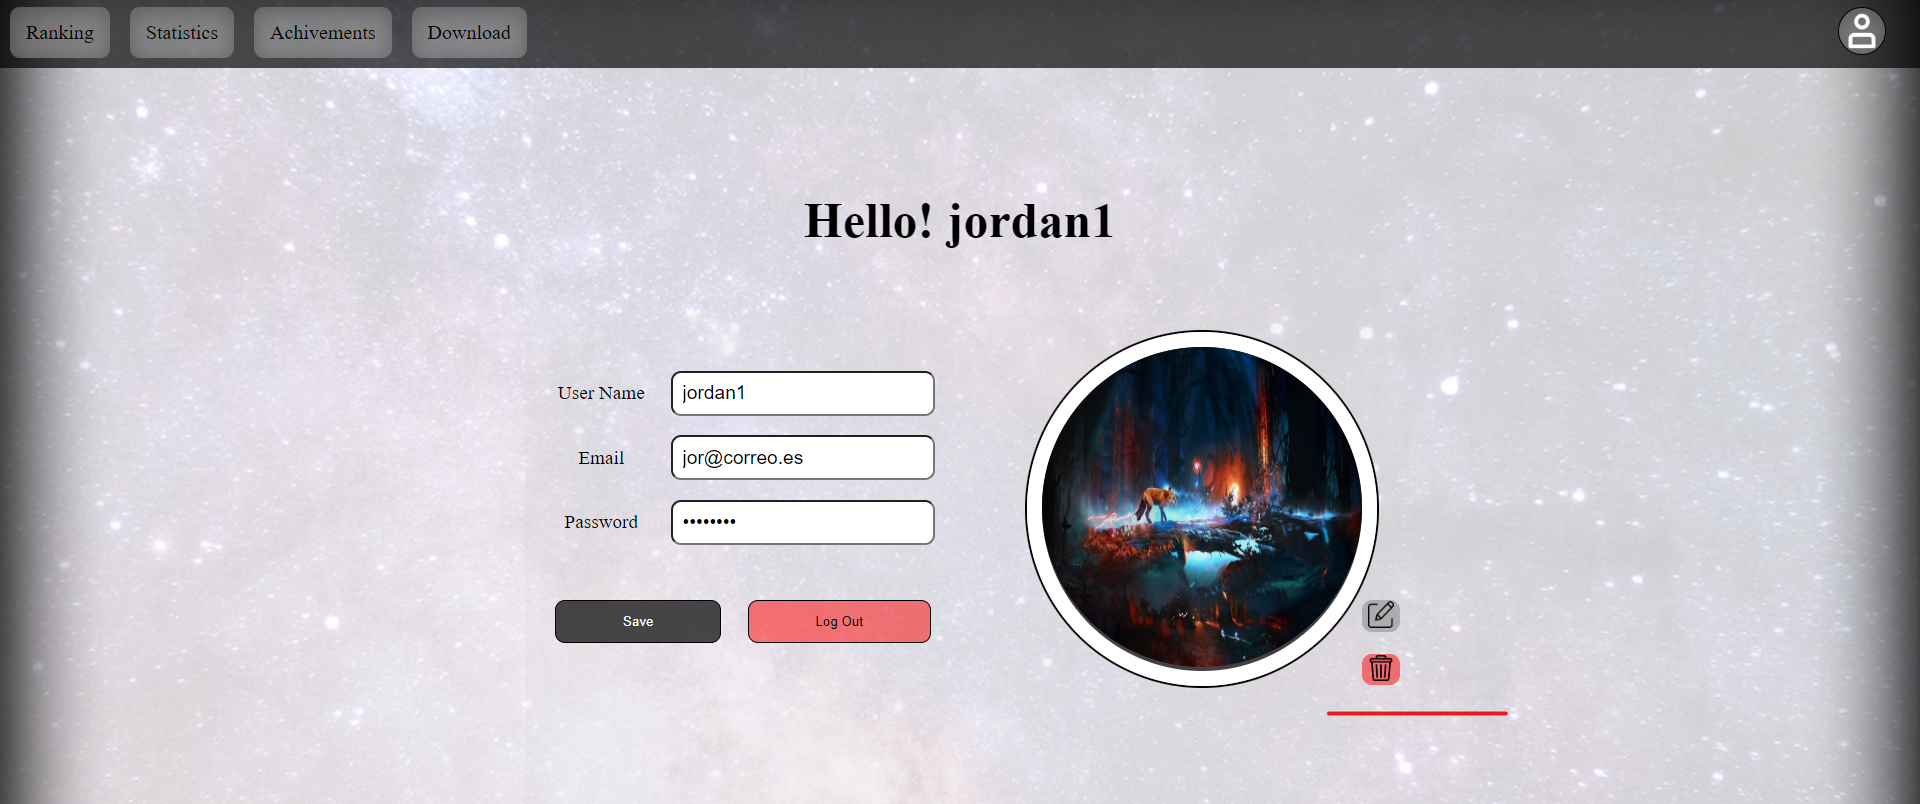 Ranking
Statistics
Achivements
Download
Hello! jordan1
User Name
jordan1
Email
jor@correo.es
Password
••••••••
Save
Log Out